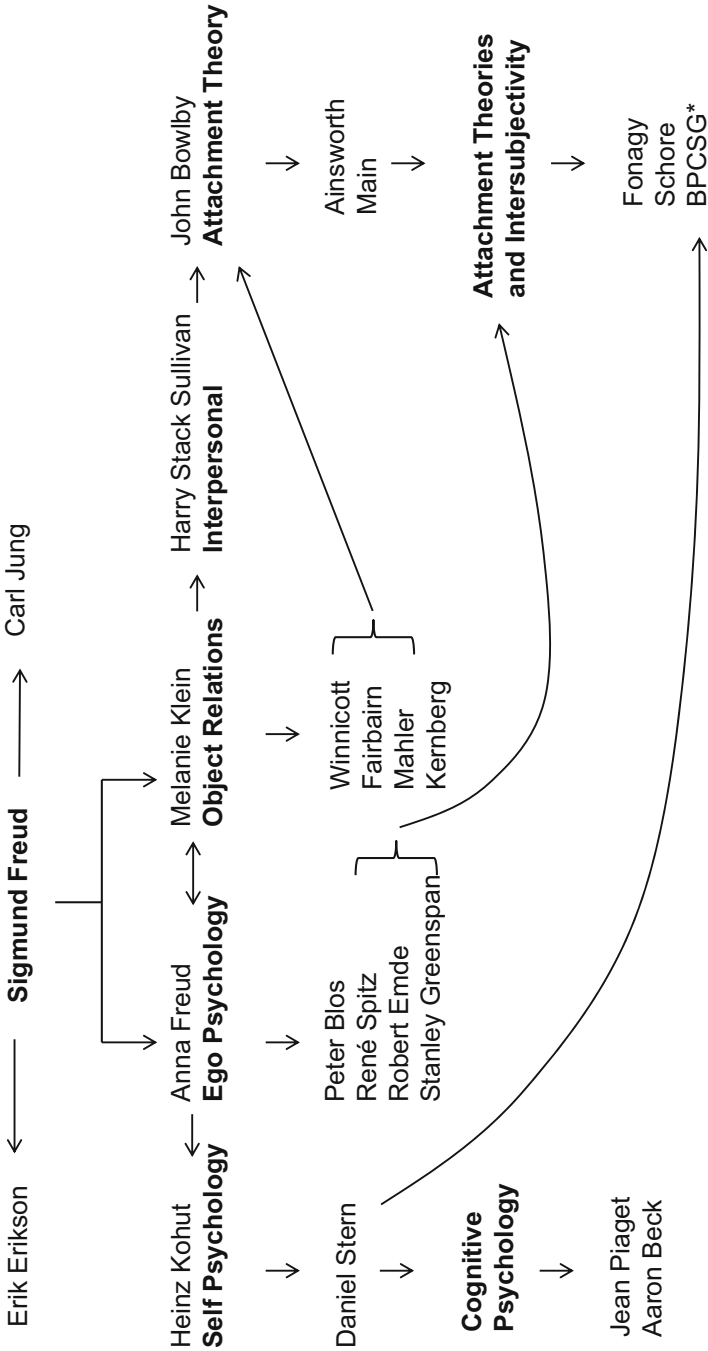 Erik Erikson
Sigmund Freud
Carl Jung
Heinz Kohut
Self Psychology
Anna Freud
Ego Psychology
Melanie Klein
Object Relations
Harry Stack Sullivan
Interpersonal
John Bowlby
Attachment Theory
Daniel Stern
Peter Blos
René Spitz
Robert Emde
Stanley Greenspan
Winnicott
Fairbairn
Mahler
Kernberg
Ainsworth
Main
Cognitive
Psychology
Attachment Theories
and Intersubjectivity
Jean Piaget
Aaron Beck
Fonagy
Schore
BPCSG*